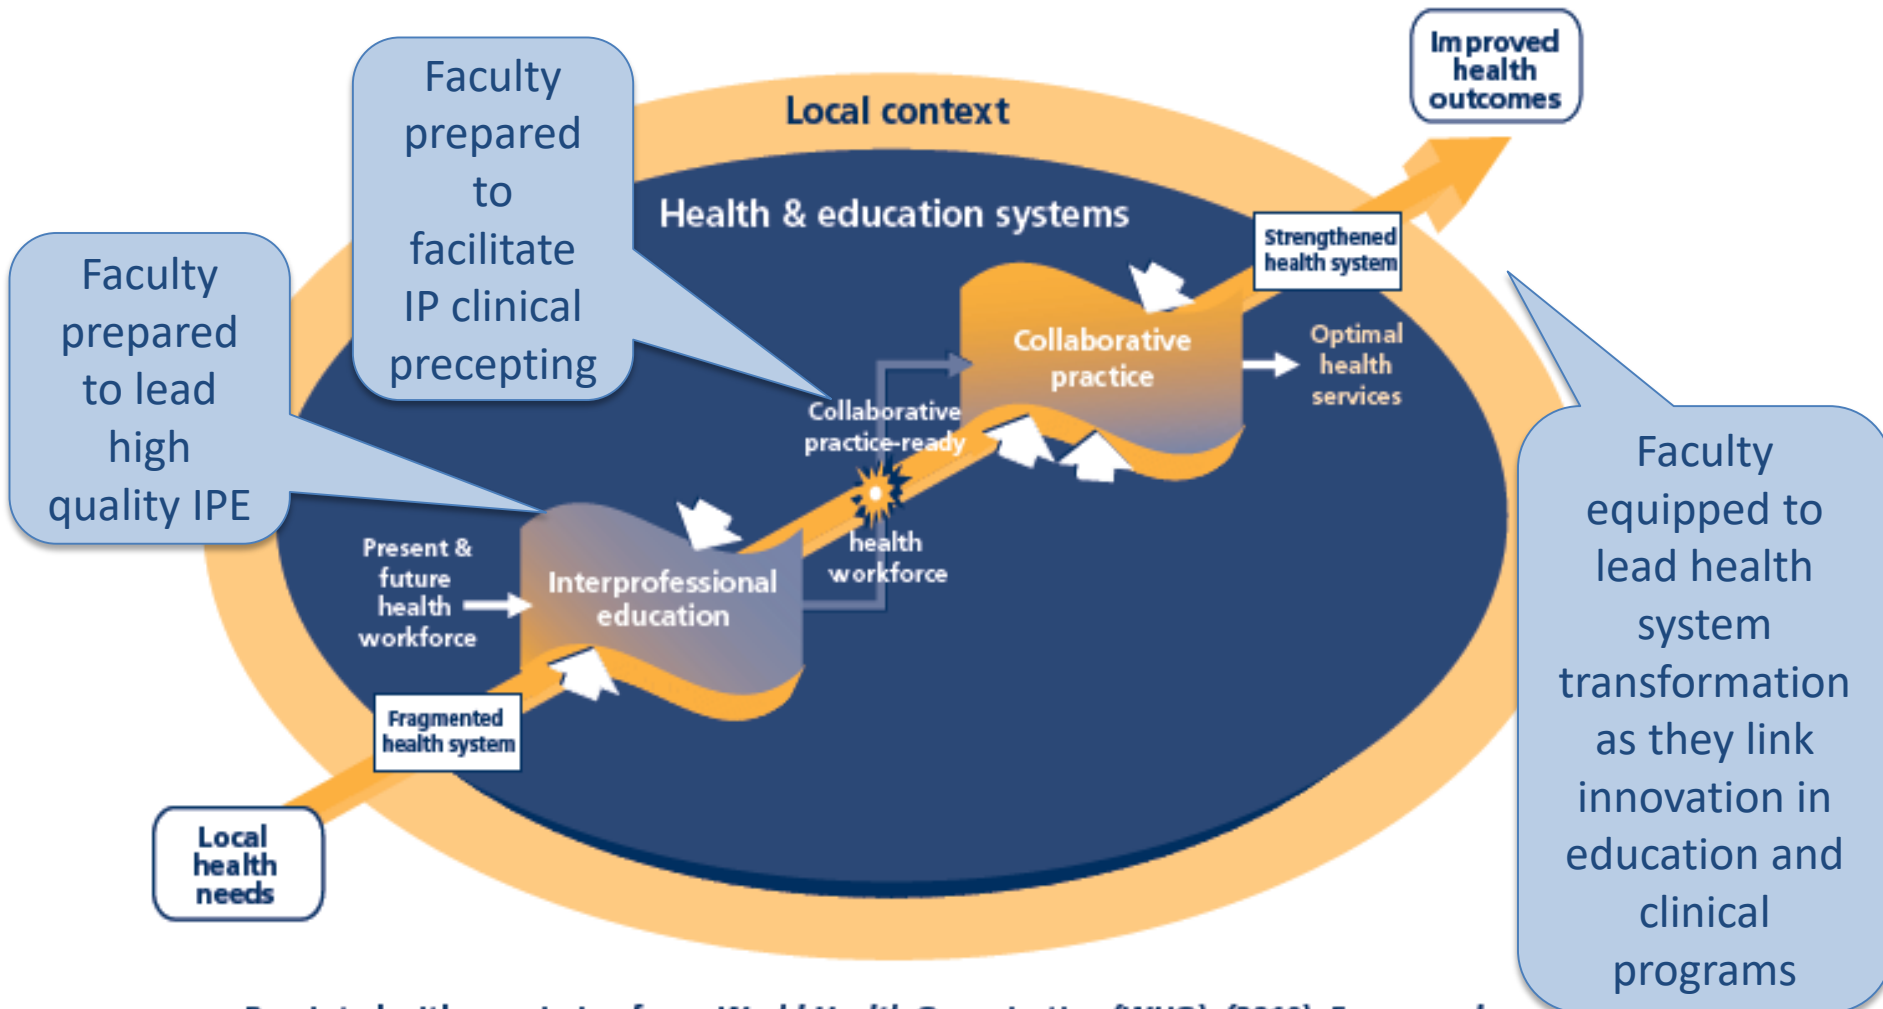 Improved
health
outcomes
Faculty
prepared
to
facilitate
IP clinical
precepting
Local context
Health & education systems
Strengthened
health system
Faculty
prepared
to lead
high
quality IPE
Collaborative
practice
Optimal
health
services
Collaborative
practice-ready
health
workforce
Present &
future
health
workforce
Interprofessional
education
Fragmented
health system
Local
health
needs
Faculty
equipped to
lead health
system
transformation
as they link
innovation in
education and
clinical
programs